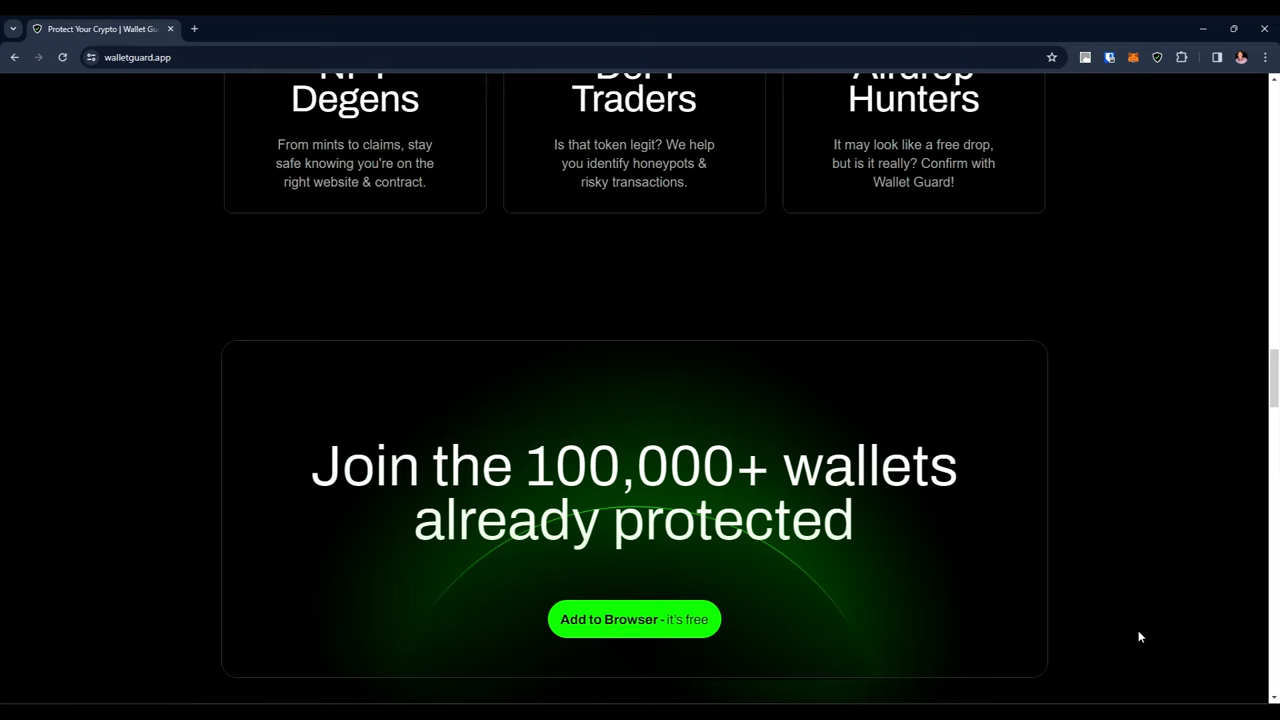 Protect Your Crypto | Wallet Gu
walletguard.app
NFT
Degens
From mints to claims, stay
safe knowing you're on the
right website & contract.
DeFi
Traders
Is that token legit? We help
you identify honeypots &
risky transactions.
Airdrop
Hunters
It may look like a free drop,
but is it really? Confirm with
Wallet Guard!
Join the 100,000+ wallets
already protected
Add to Browser - it's free